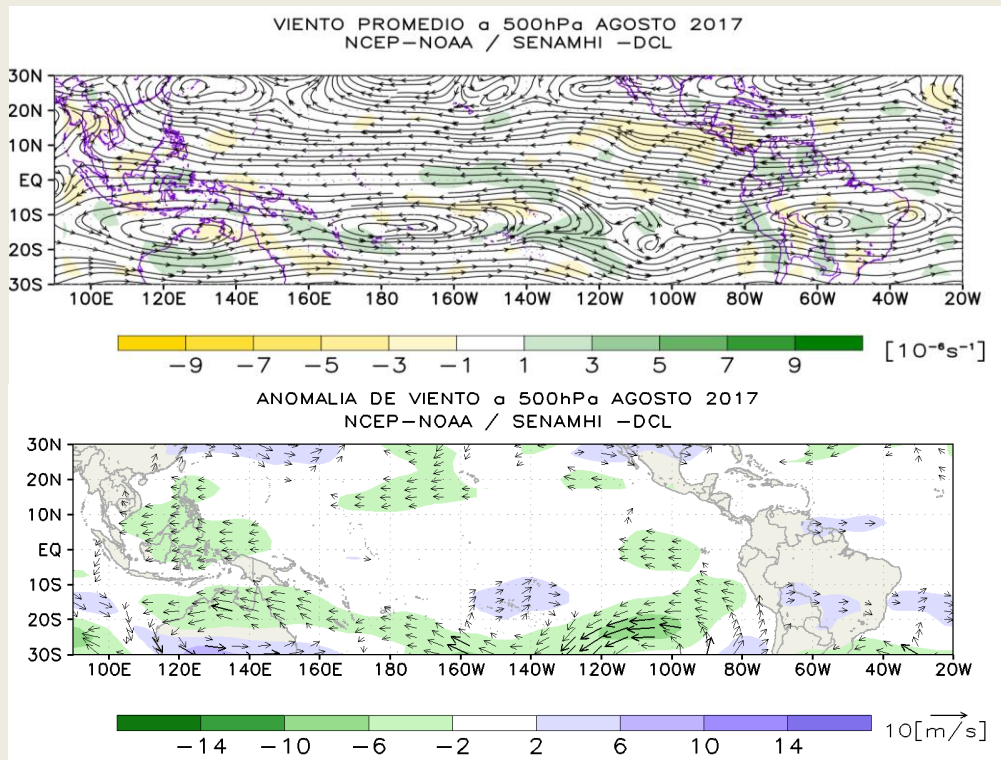 VIENTO PROMEDIO a 500hPa AGOSTO 2017
NCEP−NOAA / SENAMHI −DCL
30N
20N
10N
EQ
10S
20S
30S
100E 120E 140E 160E 180 160W 140W 120W 100W 80W 60W 40W 20W
−9 −7 −5 −3 −1 1 3 5 7 9 [10⁻⁶s⁻¹]
ANOMALIA DE VIENTO a 500hPa AGOSTO 2017
NCEP−NOAA / SENAMHI −DCL
30N
20N
10N
EQ
10S
20S
30S
100E 120E 140E 160E 180 160W 140W 120W 100W 80W 60W 40W 20W
−14 −10 −6 −2 2 6 10 14 10[m/s]